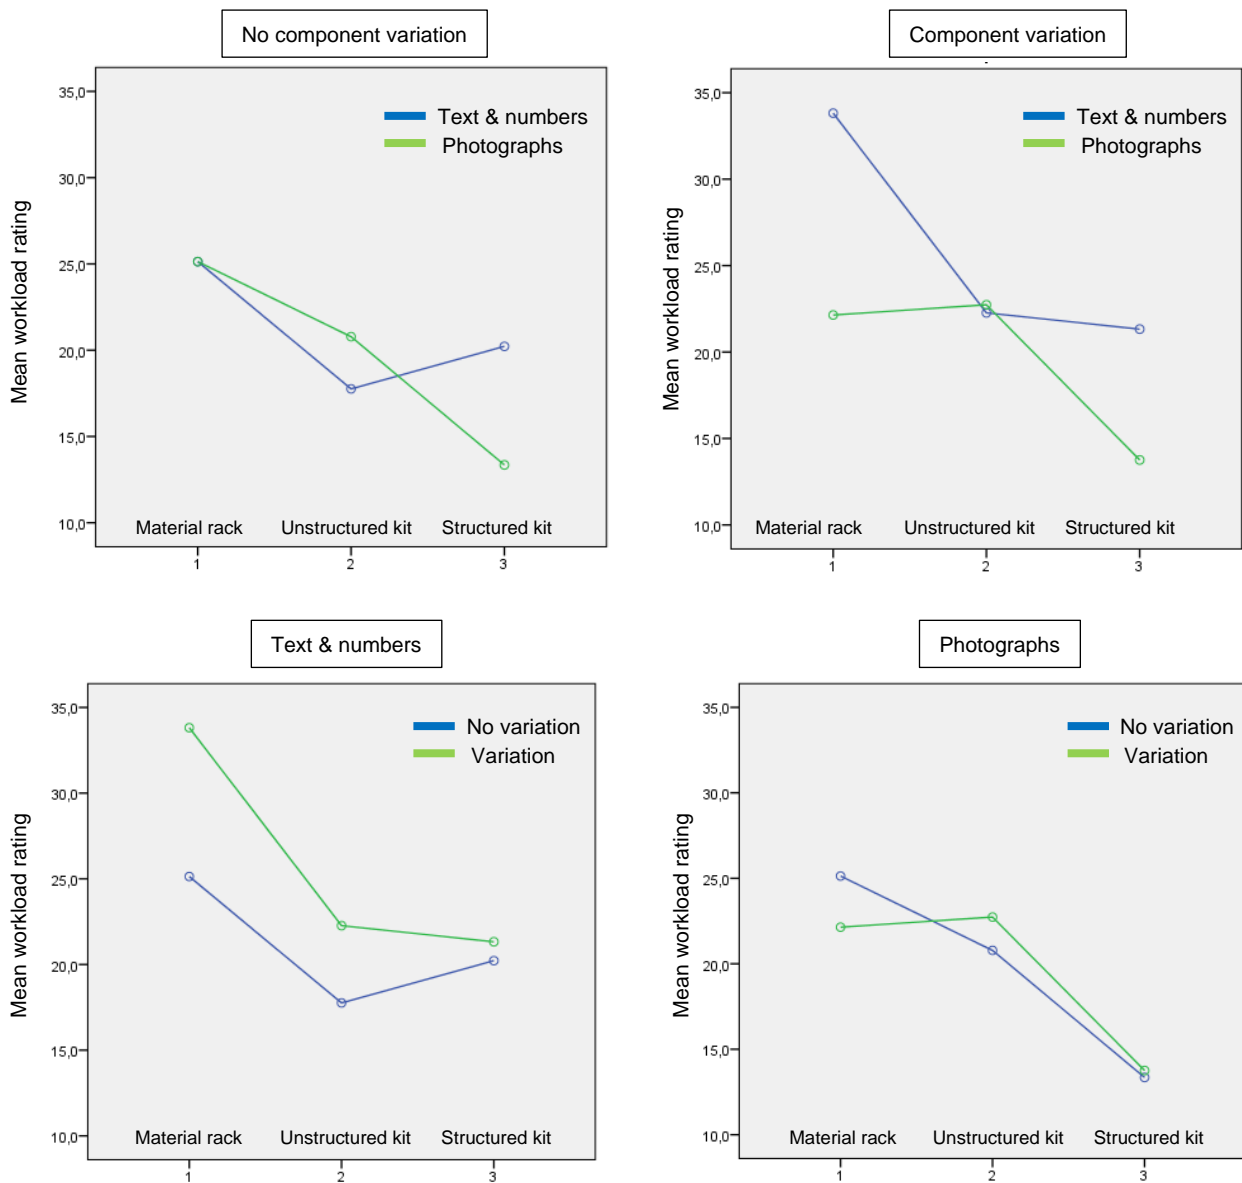 No component variation
Mean workload rating
35,0
30,0
25,0
20,0
15,0
10,0
Text & numbers
Photographs
Material rack Unstructured kit Structured kit
1 2 3
Component variation
Mean workload rating
35,0
30,0
25,0
20,0
15,0
10,0
Text & numbers
Photographs
Material rack Unstructured kit Structured kit
1 2 3
Text & numbers
Mean workload rating
35,0
30,0
25,0
20,0
15,0
10,0
No variation
Variation
Material rack Unstructured kit Structured kit
1 2 3
Photographs
Mean workload rating
35,0
30,0
25,0
20,0
15,0
10,0
No variation
Variation
Material rack Unstructured kit Structured kit
1 2 3